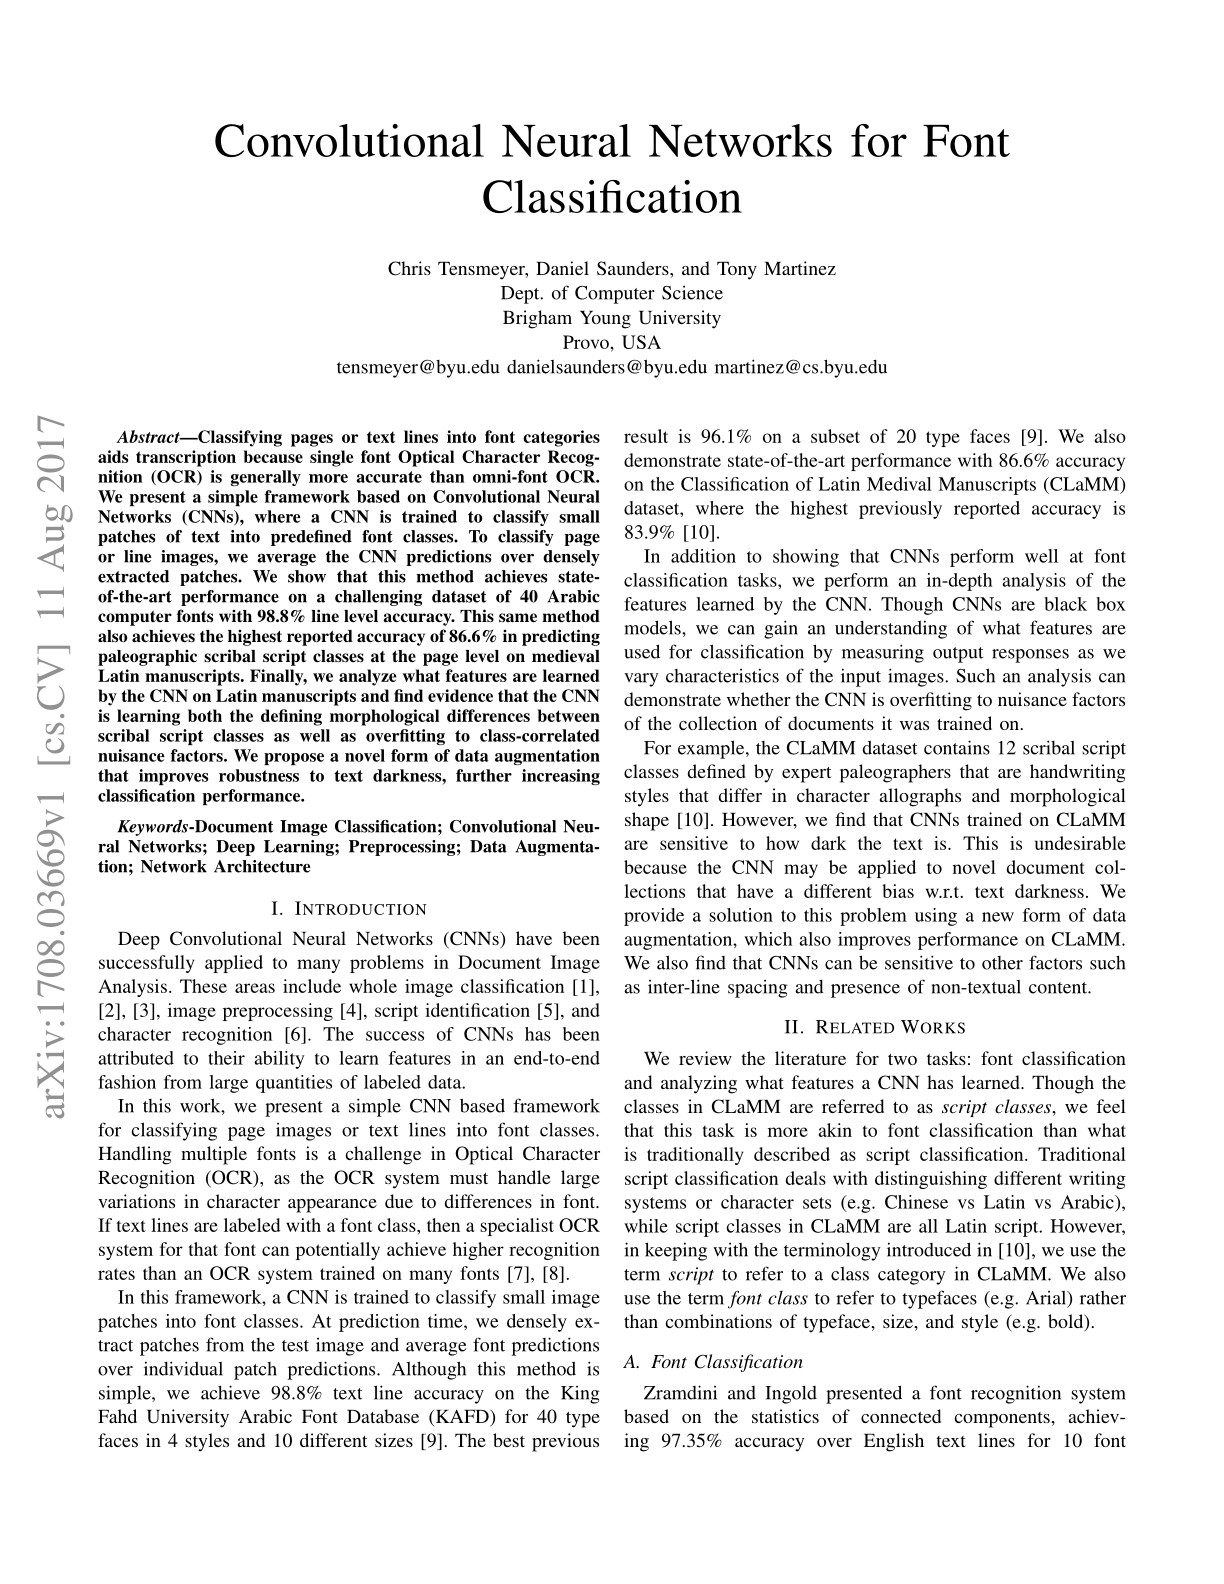 Convolutional Neural Networks for Font
Classification
Chris Tensmeyer, Daniel Saunders, and Tony Martinez
Dept. of Computer Science
Brigham Young University
Provo, USA
tensmeyer@byu.edu danielsaunders@byu.edu martinez@cs.byu.edu
arXiv:1708.03669v1 [cs.CV] 11 Aug 2017
Abstract—Classifying pages or text lines into font categories
aids transcription because single font Optical Character Recog-
nition (OCR) is generally more accurate than omni-font OCR.
We present a simple framework based on Convolutional Neural
Networks (CNNs), where a CNN is trained to classify small
patches of text into predefined font classes. To classify page
or line images, we average the CNN predictions over densely
extracted patches. We show that this method achieves state-
of-the-art performance on a challenging dataset of 40 Arabic
computer fonts with 98.8% line level accuracy. This same method
also achieves the highest reported accuracy of 86.6% in predicting
paleographic scribal script classes at the page level on medieval
Latin manuscripts. Finally, we analyze what features are learned
by the CNN on Latin manuscripts and find evidence that the CNN
is learning both the defining morphological differences between
scribal script classes as well as overfitting to class-correlated
nuisance factors. We propose a novel form of data augmentation
that improves robustness to text darkness, further increasing
classification performance.
Keywords-Document Image Classification; Convolutional Neu-
ral Networks; Deep Learning; Preprocessing; Data Augmenta-
tion; Network Architecture
I. INTRODUCTION
Deep Convolutional Neural Networks (CNNs) have been
successfully applied to many problems in Document Image
Analysis. These areas include whole image classification [1],
[2], [3], image preprocessing [4], script identification [5], and
character recognition [6]. The success of CNNs has been
attributed to their ability to learn features in an end-to-end
fashion from large quantities of labeled data.
In this work, we present a simple CNN based framework
for classifying page images or text lines into font classes.
Handling multiple fonts is a challenge in Optical Character
Recognition (OCR), as the OCR system must handle large
variations in character appearance due to differences in font.
If text lines are labeled with a font class, then a specialist OCR
system for that font can potentially achieve higher recognition
rates than an OCR system trained on many fonts [7], [8].
In this framework, a CNN is trained to classify small image
patches into font classes. At prediction time, we densely ex-
tract patches from the test image and average font predictions
over individual patch predictions. Although this method is
simple, we achieve 98.8% text line accuracy on the King
Fahd University Arabic Font Database (KAFD) for 40 type
faces in 4 styles and 10 different sizes [9]. The best previous
result is 96.1% on a subset of 20 type faces [9]. We also
demonstrate state-of-the-art performance with 86.6% accuracy
on the Classification of Latin Medival Manuscripts (CLaMM)
dataset, where the highest previously reported accuracy is
83.9% [10].
In addition to showing that CNNs perform well at font
classification tasks, we perform an in-depth analysis of the
features learned by the CNN. Though CNNs are black box
models, we can gain an understanding of what features are
used for classification by measuring output responses as we
vary characteristics of the input images. Such an analysis can
demonstrate whether the CNN is overfitting to nuisance factors
of the collection of documents it was trained on.
For example, the CLaMM dataset contains 12 scribal script
classes defined by expert paleographers that are handwriting
styles that differ in character allographs and morphological
shape [10]. However, we find that CNNs trained on CLaMM
are sensitive to how dark the text is. This is undesirable
because the CNN may be applied to novel document col-
lections that have a different bias w.r.t. text darkness. We
provide a solution to this problem using a new form of data
augmentation, which also improves performance on CLaMM.
We also find that CNNs can be sensitive to other factors such
as inter-line spacing and presence of non-textual content.
II. RELATED WORKS
We review the literature for two tasks: font classification
and analyzing what features a CNN has learned. Though the
classes in CLaMM are referred to as script classes, we feel
that this task is more akin to font classification than what
is traditionally described as script classification. Traditional
script classification deals with distinguishing different writing
systems or character sets (e.g. Chinese vs Latin vs Arabic),
while script classes in CLaMM are all Latin script. However,
in keeping with the terminology introduced in [10], we use the
term script to refer to a class category in CLaMM. We also
use the term font class to refer to typefaces (e.g. Arial) rather
than combinations of typeface, size, and style (e.g. bold).
A. Font Classification
Zramdini and Ingold presented a font recognition system
based on the statistics of connected components, achiev-
ing 97.35% accuracy over English text lines for 10 font